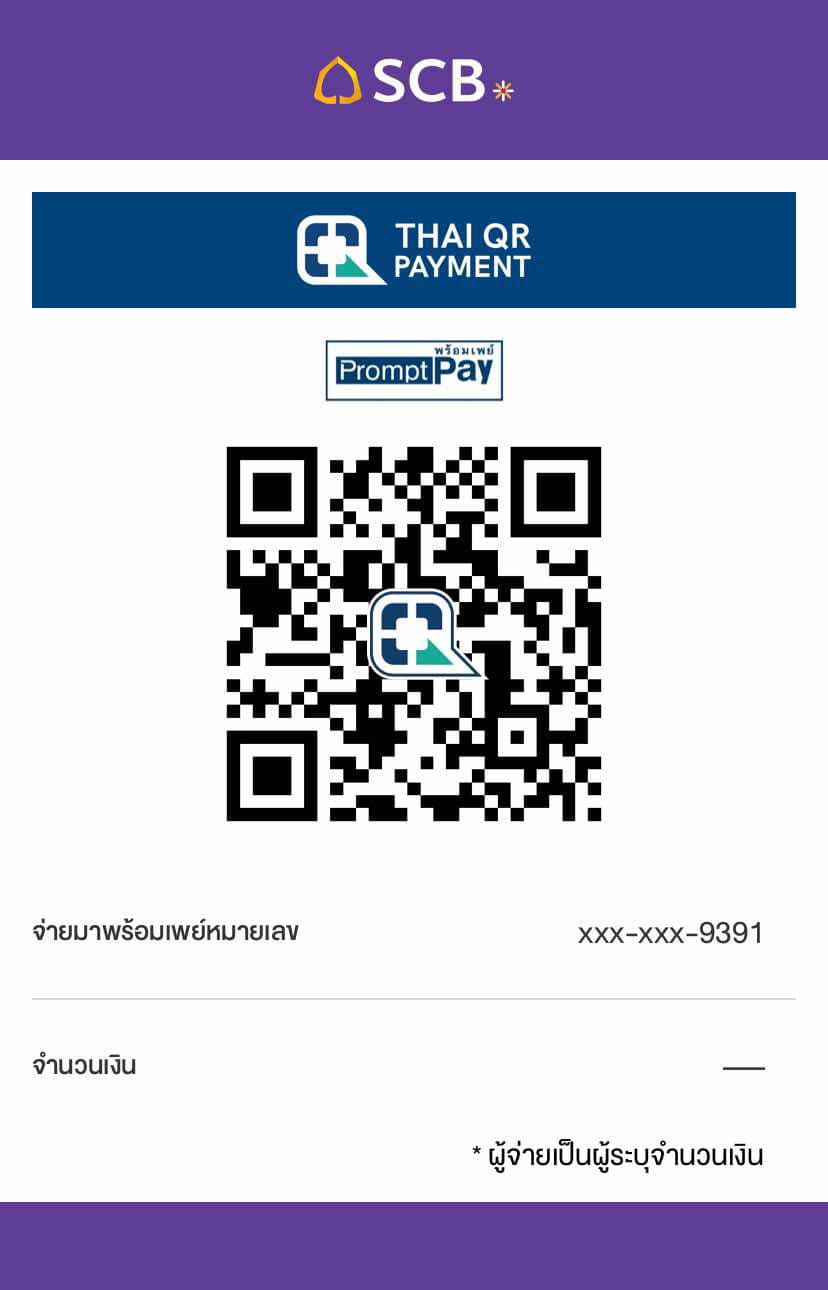 SCB
THAI QR
PAYMENT
พร้อมเพย์
PromptPay
จ่ายมาพร้อมเพย์หมายเลข xxx-xxx-9391
จำนวนเงิน —
* ผู้จ่ายเป็นผู้ระบุจำนวนเงิน